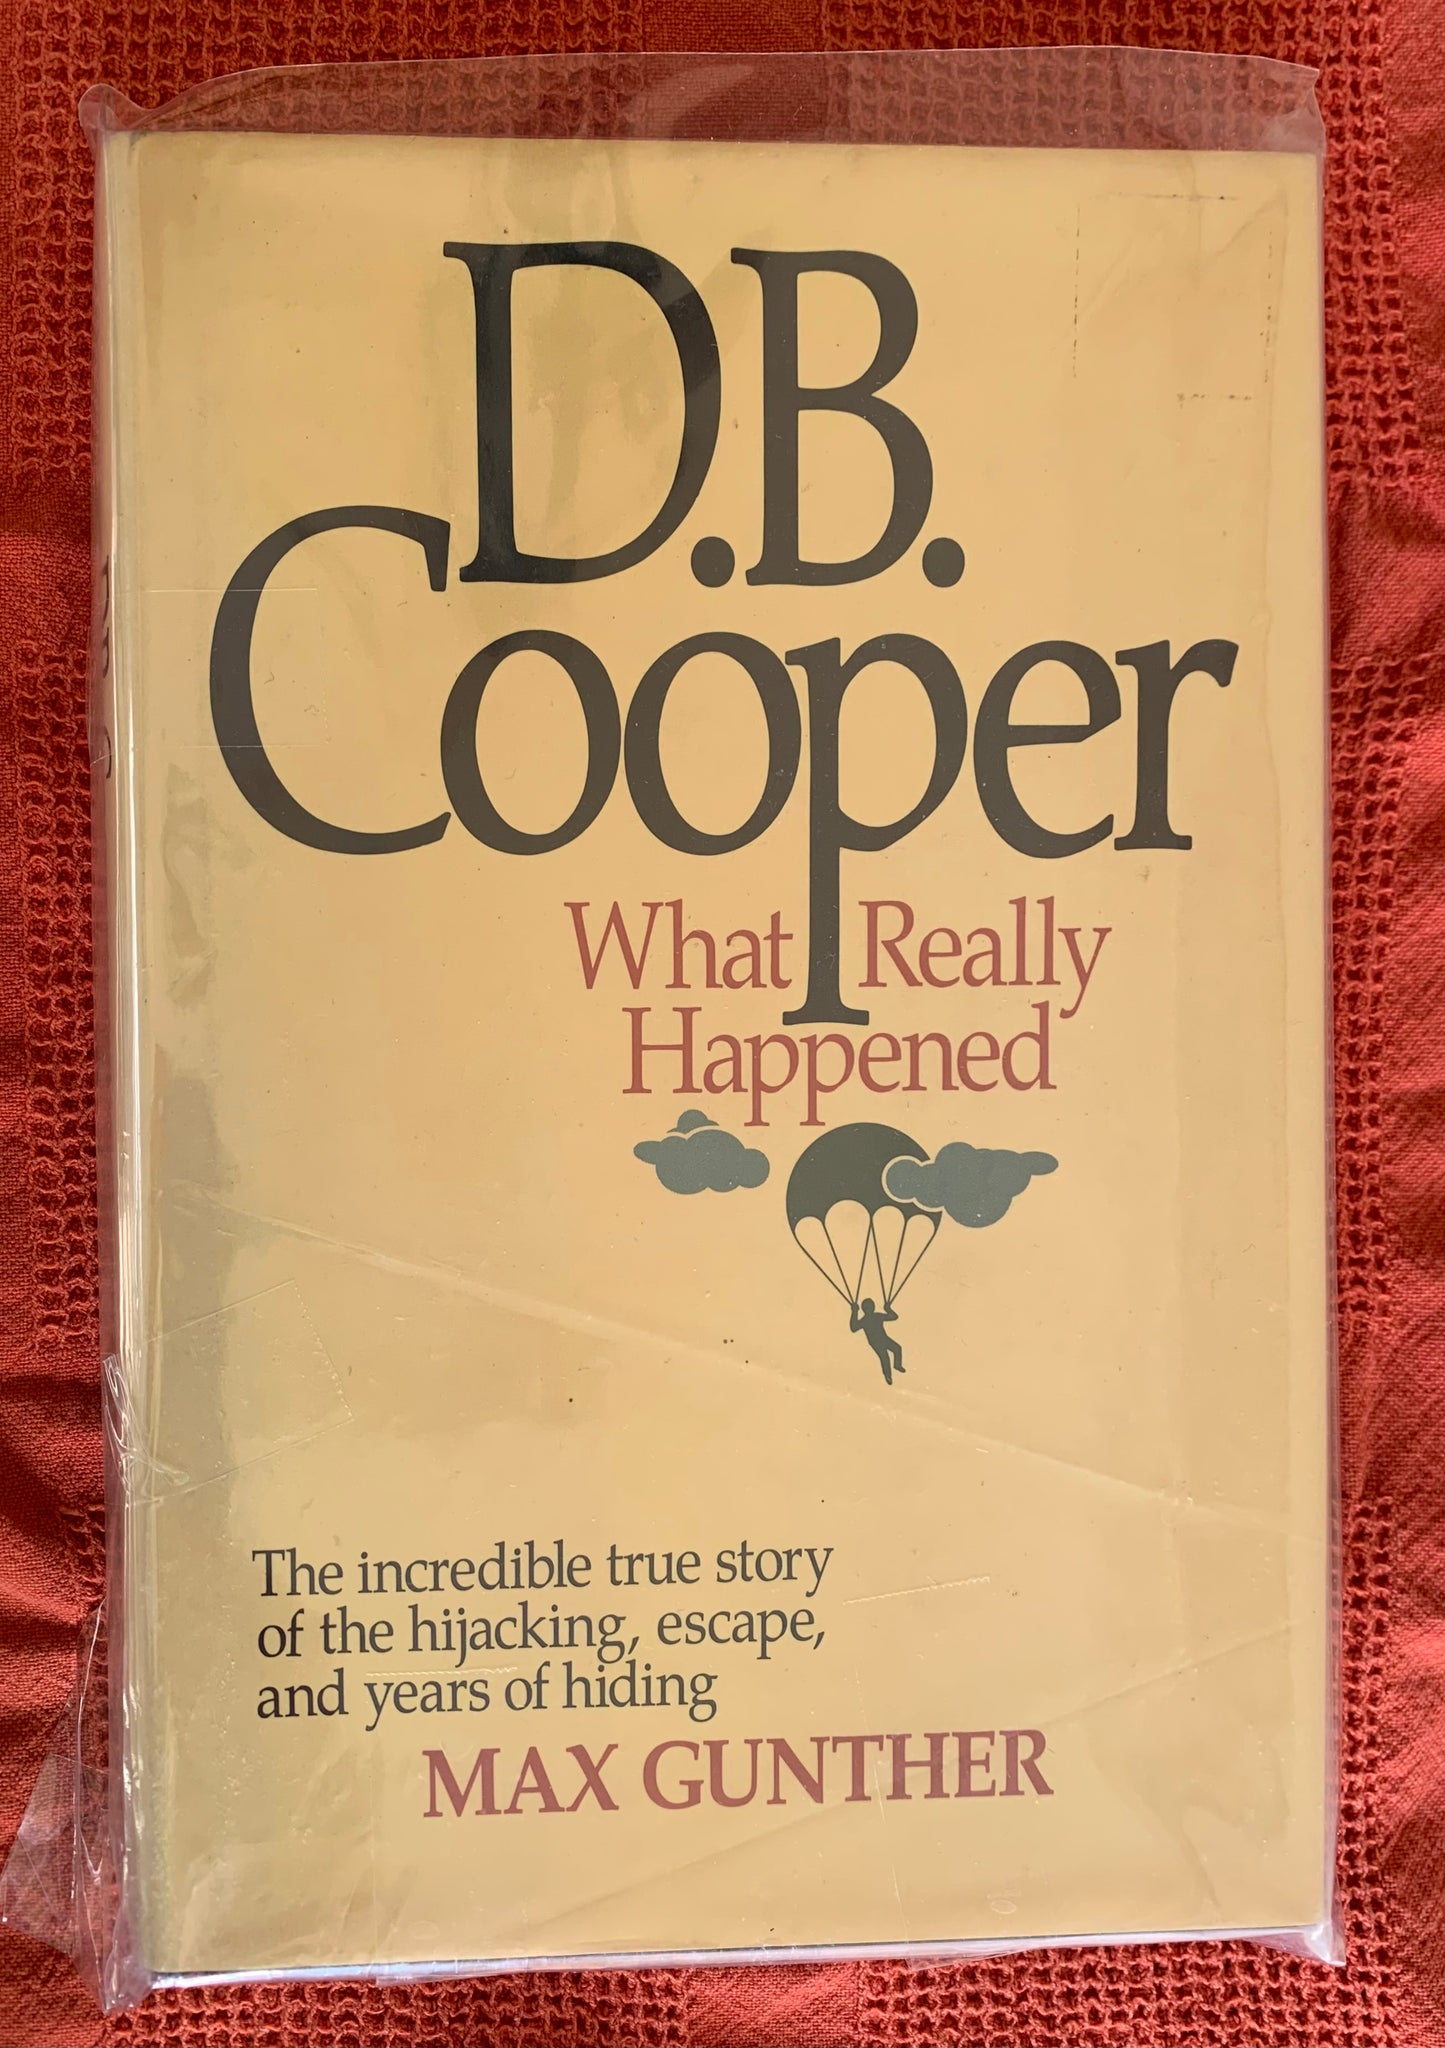 D.B.
Cooper
What Really
Happened
The incredible true story
of the hijacking, escape,
and years of hiding
MAX GUNTHER